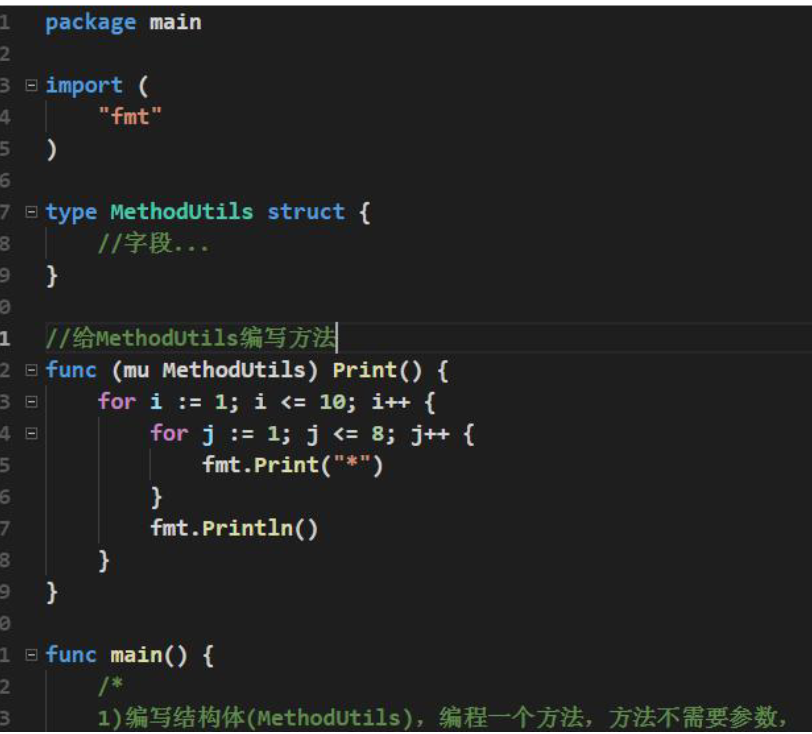 1 package main
2
3 import (
4 "fmt"
5 )
6
7 type MethodUtils struct {
8 //字段...
9 }
0
1 //给MethodUtils编写方法
2 func (mu MethodUtils) Print() {
3 for i := 1; i <= 10; i++ {
4 for j := 1; j <= 8; j++ {
5 fmt.Print("*")
6 }
7 fmt.Println()
8 }
9 }
0
1 func main() {
2 /*
3 1)编写结构体(MethodUtils)，编程一个方法，方法不需要参数，